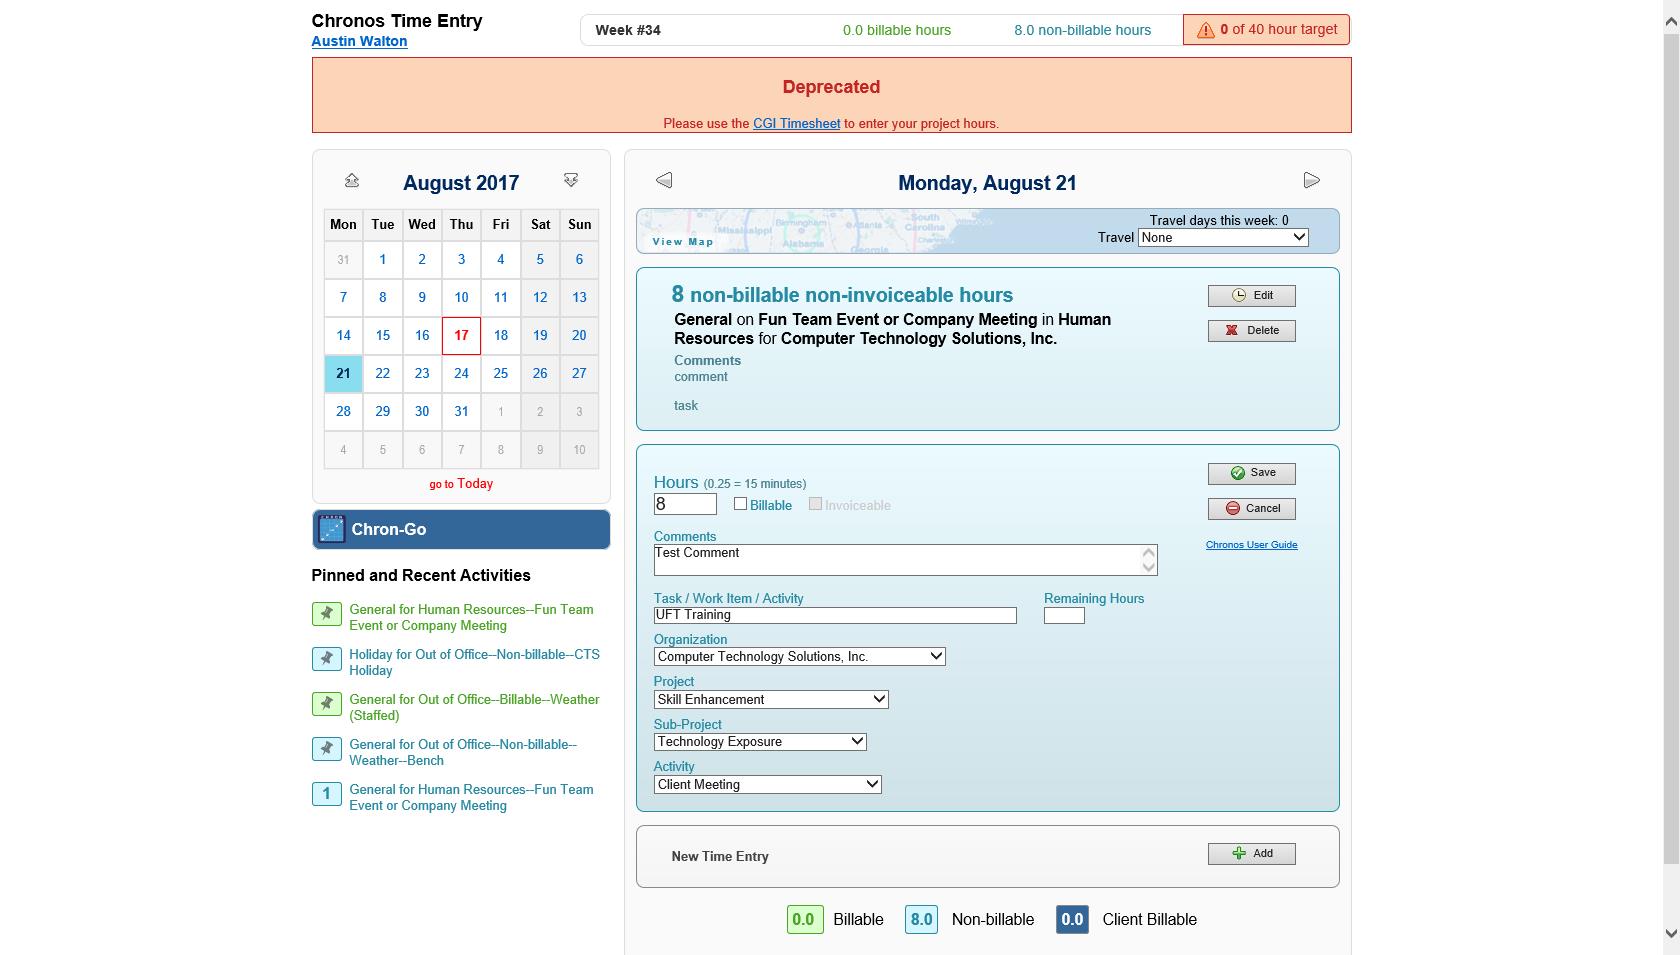 Chronos Time Entry
Austin Walton
Week #34 0.0 billable hours 8.0 non-billable hours 0 of 40 hour target
Deprecated
Please use the CGI Timesheet to enter your project hours.
August 2017
Mon Tue Wed Thu Fri Sat Sun
31 1 2 3 4 5 6
7 8 9 10 11 12 13
14 15 16 17 18 19 20
21 22 23 24 25 26 27
28 29 30 31 1 2 3
4 5 6 7 8 9 10
go to Today
Chron-Go
Pinned and Recent Activities
General for Human Resources--Fun Team
Event or Company Meeting
Holiday for Out of Office--Non-billable--CTS
Holiday
General for Out of Office--Billable--Weather
(Staffed)
General for Out of Office--Non-billable--
Weather--Bench
1 General for Human Resources--Fun Team
Event or Company Meeting
Monday, August 21
Birmingham
Mississippi
Alabama
Atlanta
Georgia
South
Carolina
View Map
Travel days this week: 0
Travel None
8 non-billable non-invoiceable hours
General on Fun Team Event or Company Meeting in Human
Resources for Computer Technology Solutions, Inc.
Comments
comment
task
Edit
Delete
Hours (0.25 = 15 minutes)
8 Billable Invoiceable
Comments
Test Comment
Save
Cancel
Chronos User Guide
Task / Work Item / Activity Remaining Hours
UFT Training
Organization
Computer Technology Solutions, Inc.
Project
Skill Enhancement
Sub-Project
Technology Exposure
Activity
Client Meeting
New Time Entry Add
0.0 Billable 8.0 Non-billable 0.0 Client Billable